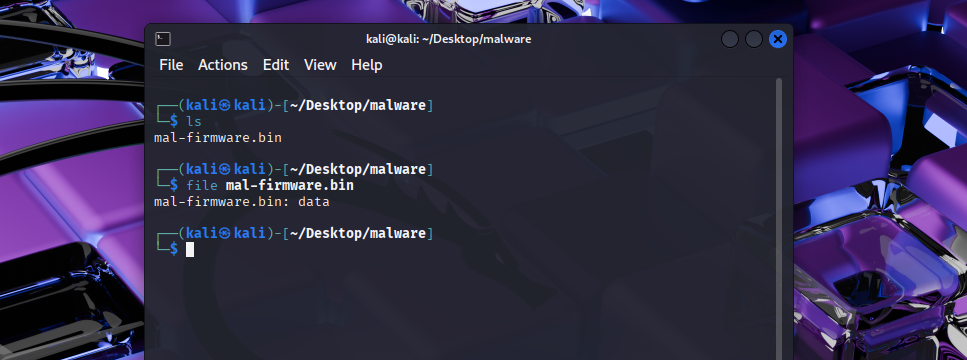 kali@kali: ~/Desktop/malware
File Actions Edit View Help
┌──(kali㉿kali)-[~/Desktop/malware]
└─$ ls
mal-firmware.bin
┌──(kali㉿kali)-[~/Desktop/malware]
└─$ file mal-firmware.bin
mal-firmware.bin: data
┌──(kali㉿kali)-[~/Desktop/malware]
└─$